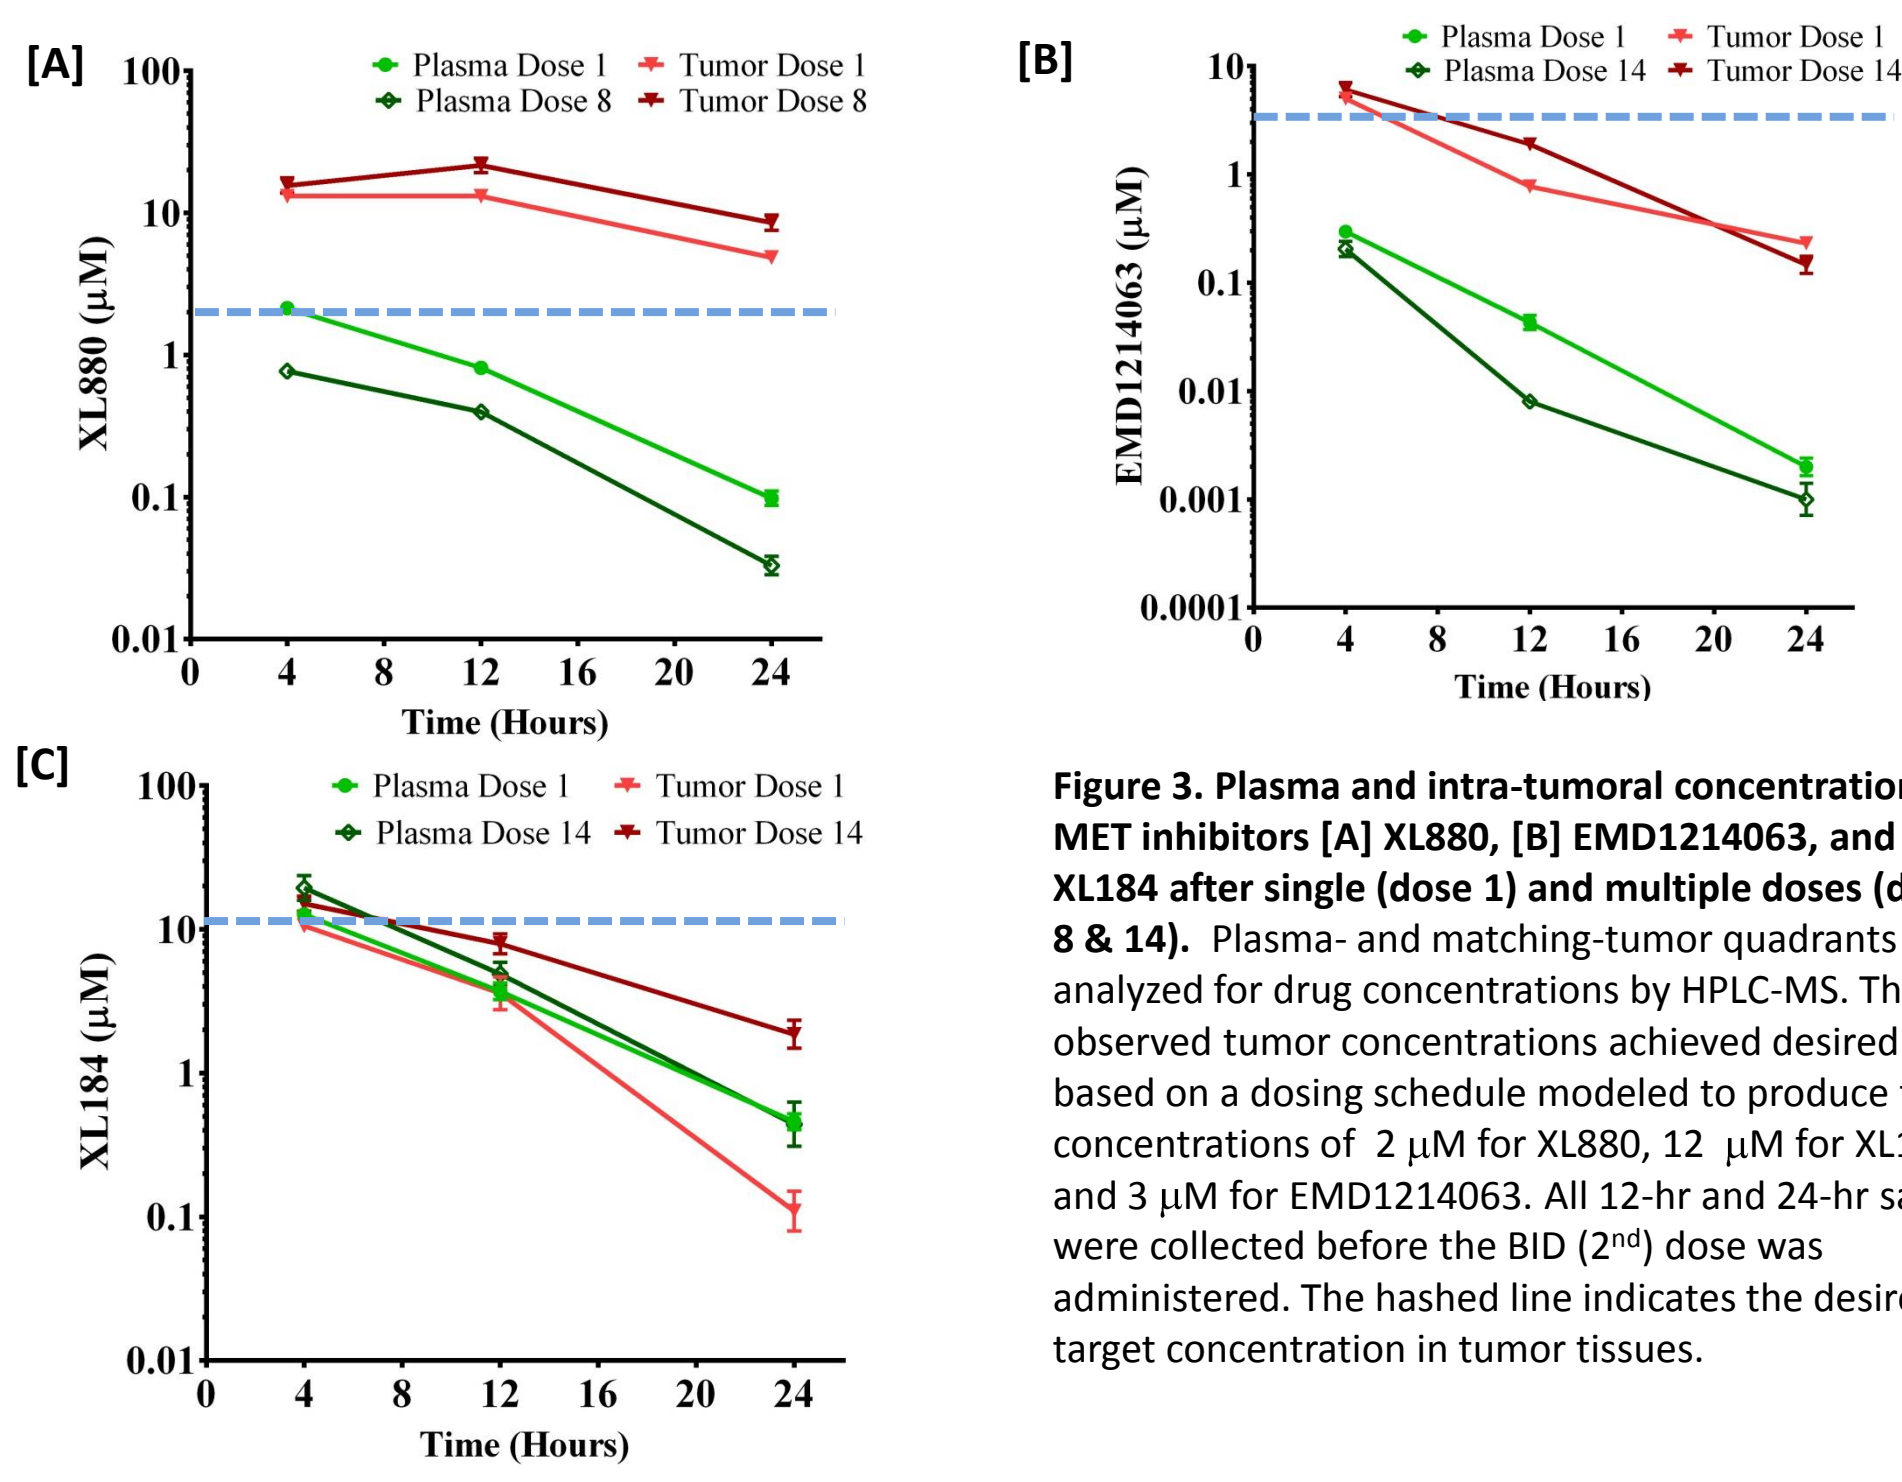 [A]
Plasma Dose 1 Tumor Dose 1
Plasma Dose 8 Tumor Dose 8
100
10
1
0.1
0.01
XL880 (μM)
0 4 8 12 16 20 24
Time (Hours)
[B]
Plasma Dose 1 Tumor Dose 1
Plasma Dose 14 Tumor Dose 14
10
1
0.1
0.01
0.001
0.0001
EMD1214063 (μM)
0 4 8 12 16 20 24
Time (Hours)
[C]
Plasma Dose 1 Tumor Dose 1
Plasma Dose 14 Tumor Dose 14
100
10
1
0.1
0.01
XL184 (μM)
0 4 8 12 16 20 24
Time (Hours)
Figure 3. Plasma and intra-tumoral concentration
MET inhibitors [A] XL880, [B] EMD1214063, and
XL184 after single (dose 1) and multiple doses (d
8 & 14). Plasma- and matching-tumor quadrants
analyzed for drug concentrations by HPLC-MS. Th
observed tumor concentrations achieved desired
based on a dosing schedule modeled to produce
concentrations of 2 μM for XL880, 12 μM for XL1
and 3 μM for EMD1214063. All 12-hr and 24-hr sa
were collected before the BID (2nd) dose was
administered. The hashed line indicates the desire
target concentration in tumor tissues.